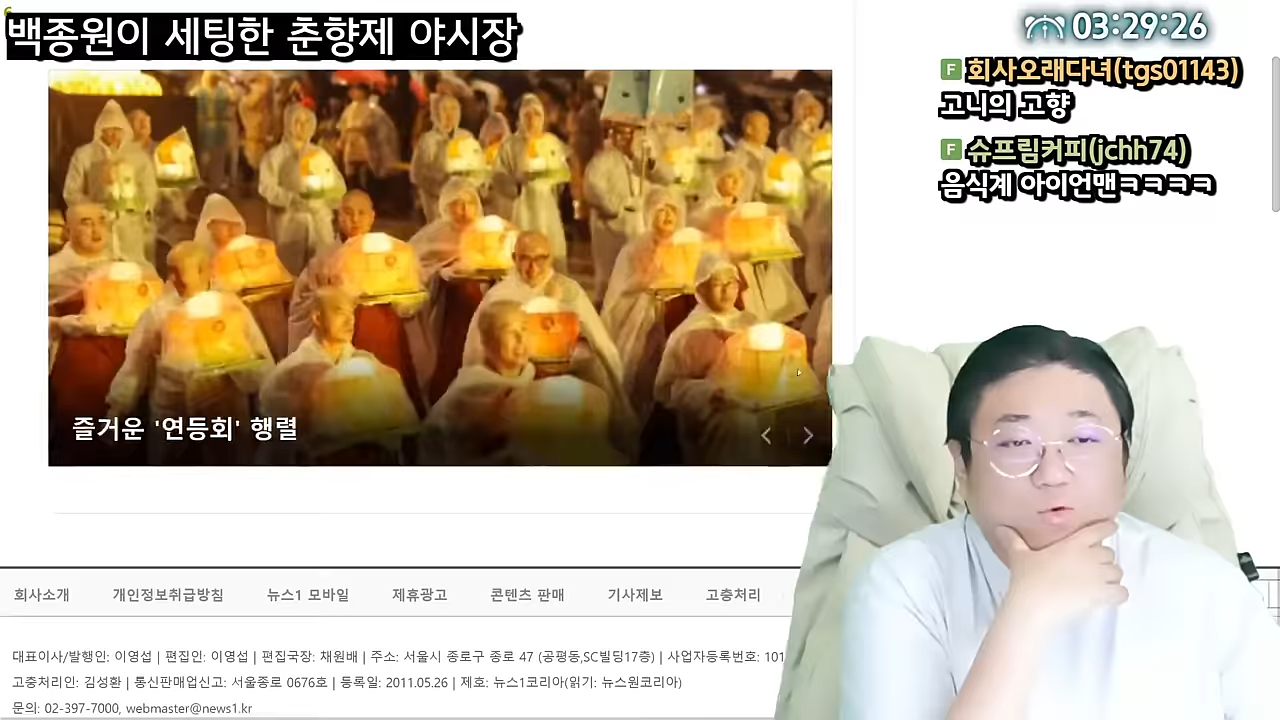 백종원이 세팅한 춘향제 야시장
03:29:26
F 회사오래다녀(tgs01143)
고니의 고향
F 슈프림커피(jchh74)
음식계 아이언맨ㅋㅋㅋㅋ
즐거운 '연등회' 행렬
회사소개 개인정보취급방침 뉴스1 모바일 제휴광고 콘텐츠 판매 기사제보 고충처리
대표이사/발행인: 이영섭 | 편집인: 이영섭 | 편집국장: 채원배 | 주소: 서울시 종로구 종로 47 (공평동,SC빌딩17층) | 사업자등록번호: 101
고충처리인: 김성환 | 통신판매업신고: 서울종로 0676호 | 등록일: 2011.05.26 | 제호: 뉴스1코리아(읽기: 뉴스원코리아)
문의: 02-397-7000, webmaster@news1.kr